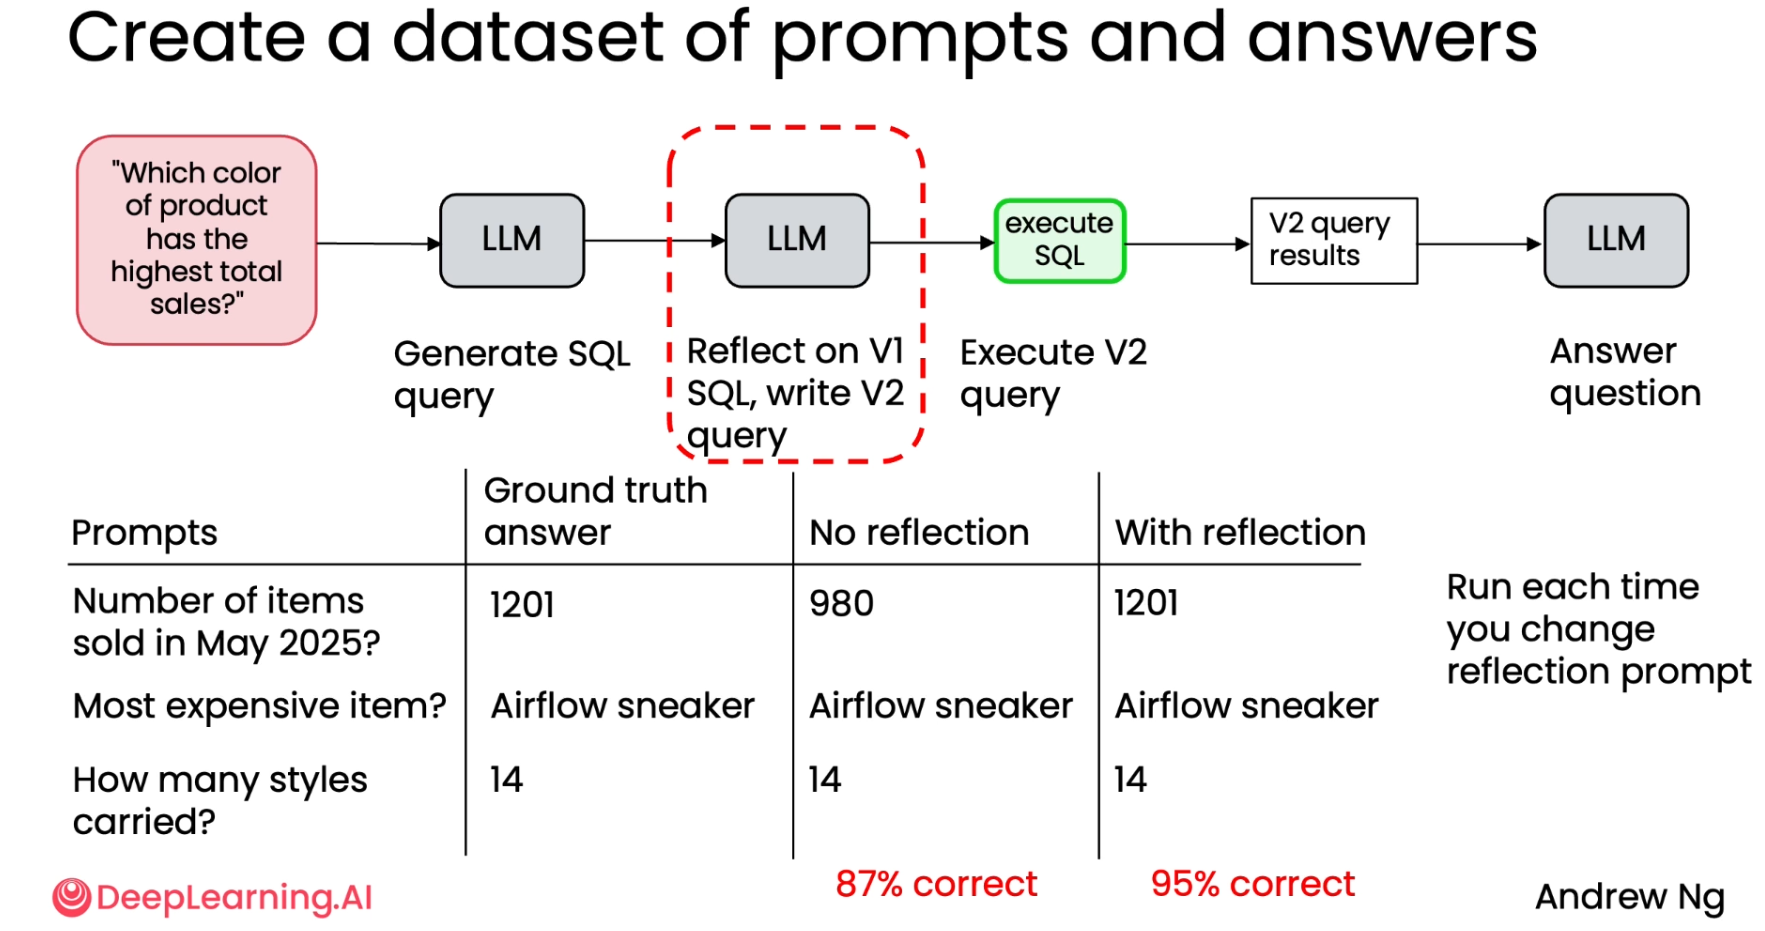 Create a dataset of prompts and answers
"Which color
of product
has the
highest total
sales?"
LLM
Generate SQL
query
LLM
Reflect on V1
SQL, write V2
query
execute
SQL
Execute V2
query
V2 query
results
LLM
Answer
question
Prompts
Ground truth
answer
No reflection
With reflection
Number of items
sold in May 2025?
1201
980
1201
Most expensive item?
Airflow sneaker
Airflow sneaker
Airflow sneaker
How many styles
carried?
14
14
14
87% correct
95% correct
Run each time
you change
reflection prompt
DeepLearning.AI
Andrew Ng